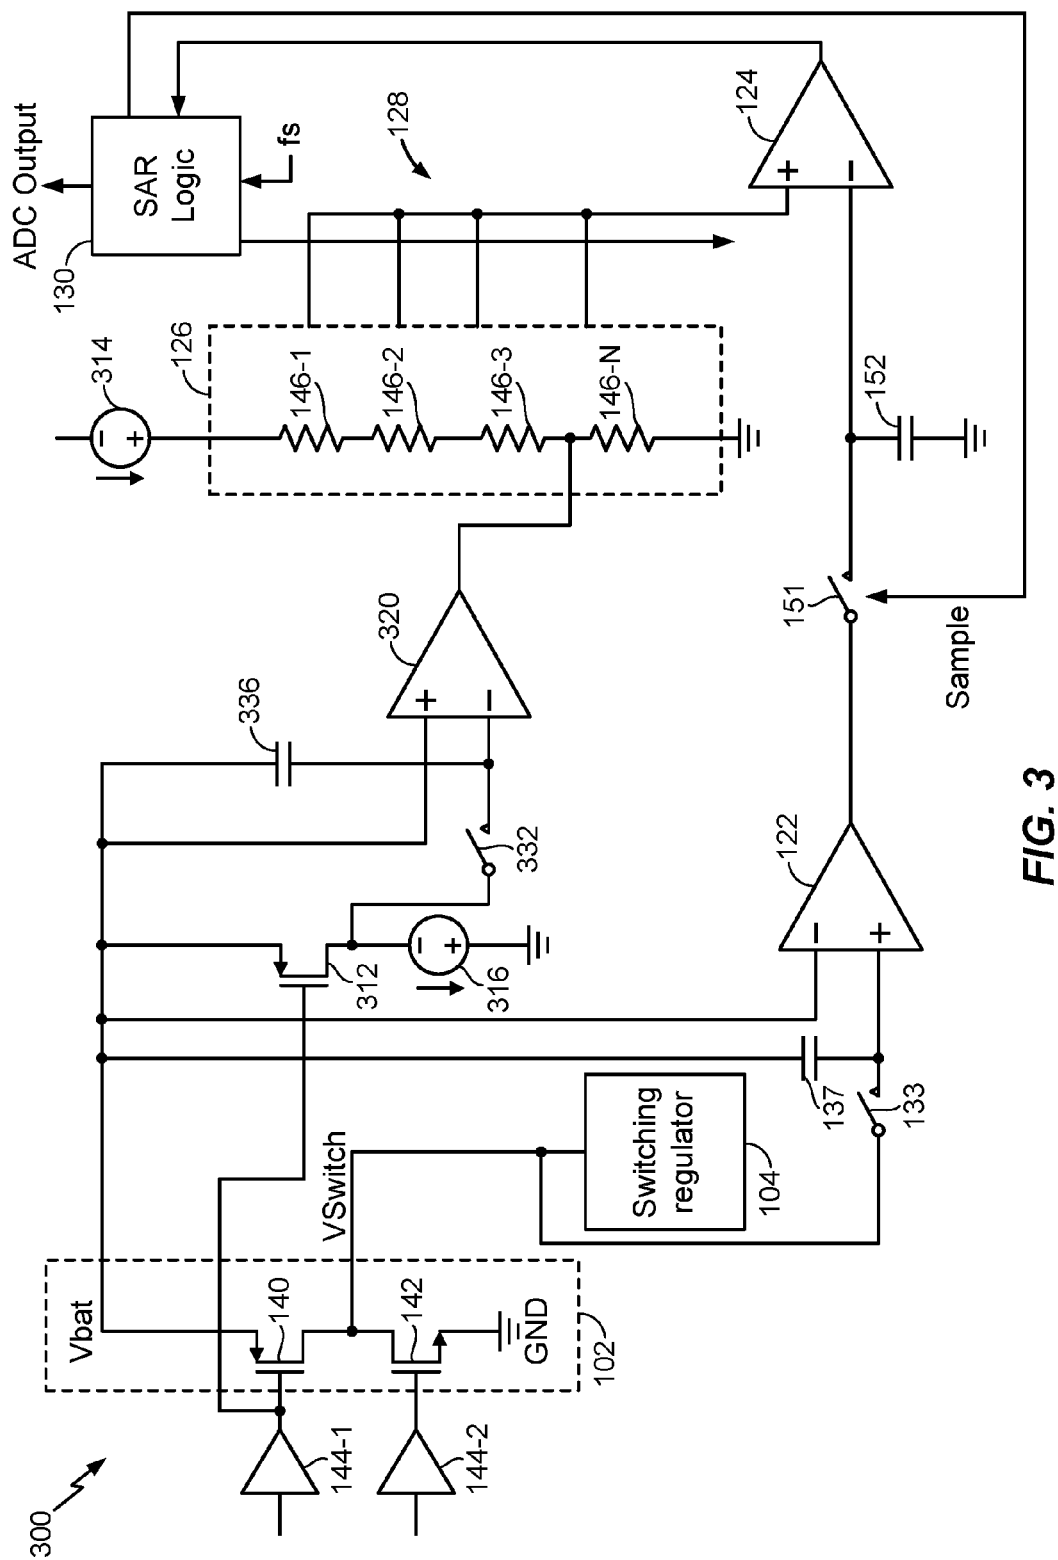 300
144-1
144-2
102
Vbat
140
142
GND
VSwitch
Switching
regulator
104
312
316
332
336
137
133
122
320
+
−
−
+
+
−
−
+
314
126
146-1
146-2
146-3
146-N
151
Sample
152
128
124
+
−
130
SAR
Logic
ADC Output
fs
FIG. 3